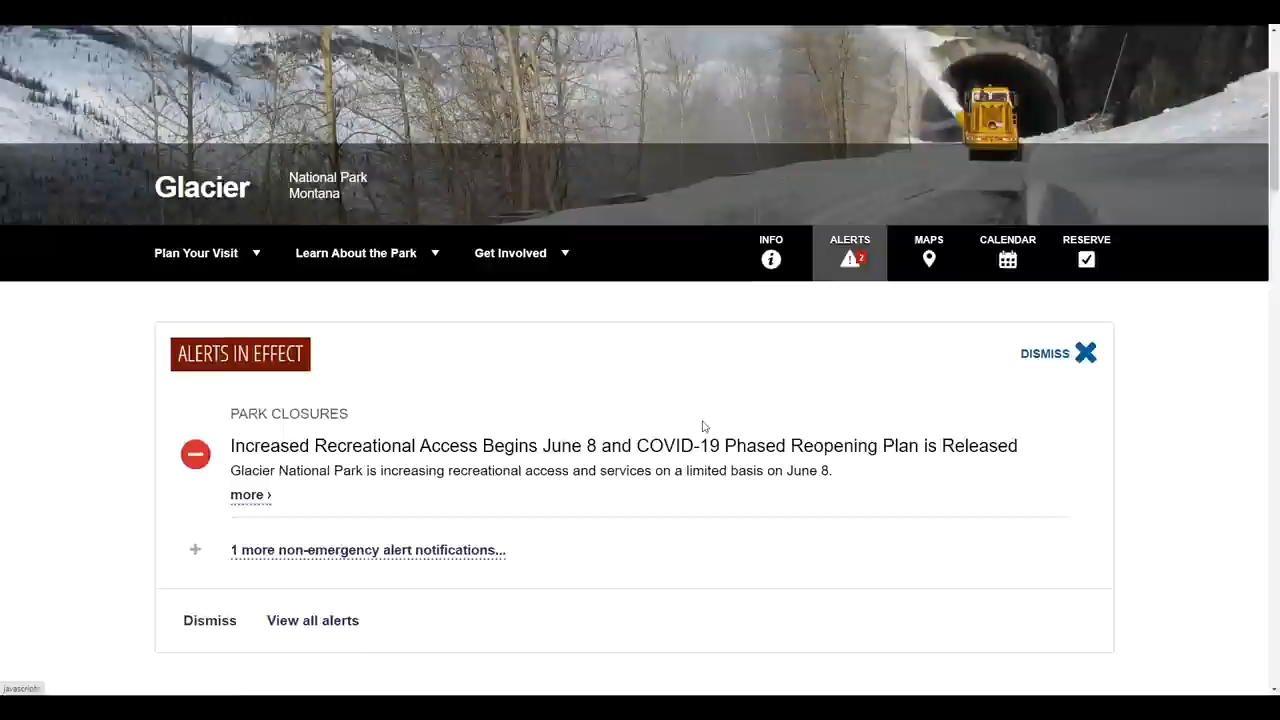 Glacier
National Park
Montana
Plan Your Visit
Learn About the Park
Get Involved
INFO
ALERTS
2
MAPS
CALENDAR
RESERVE
ALERTS IN EFFECT
DISMISS
PARK CLOSURES
Increased Recreational Access Begins June 8 and COVID-19 Phased Reopening Plan is Released
Glacier National Park is increasing recreational access and services on a limited basis on June 8.
more ›
1 more non-emergency alert notifications...
Dismiss
View all alerts